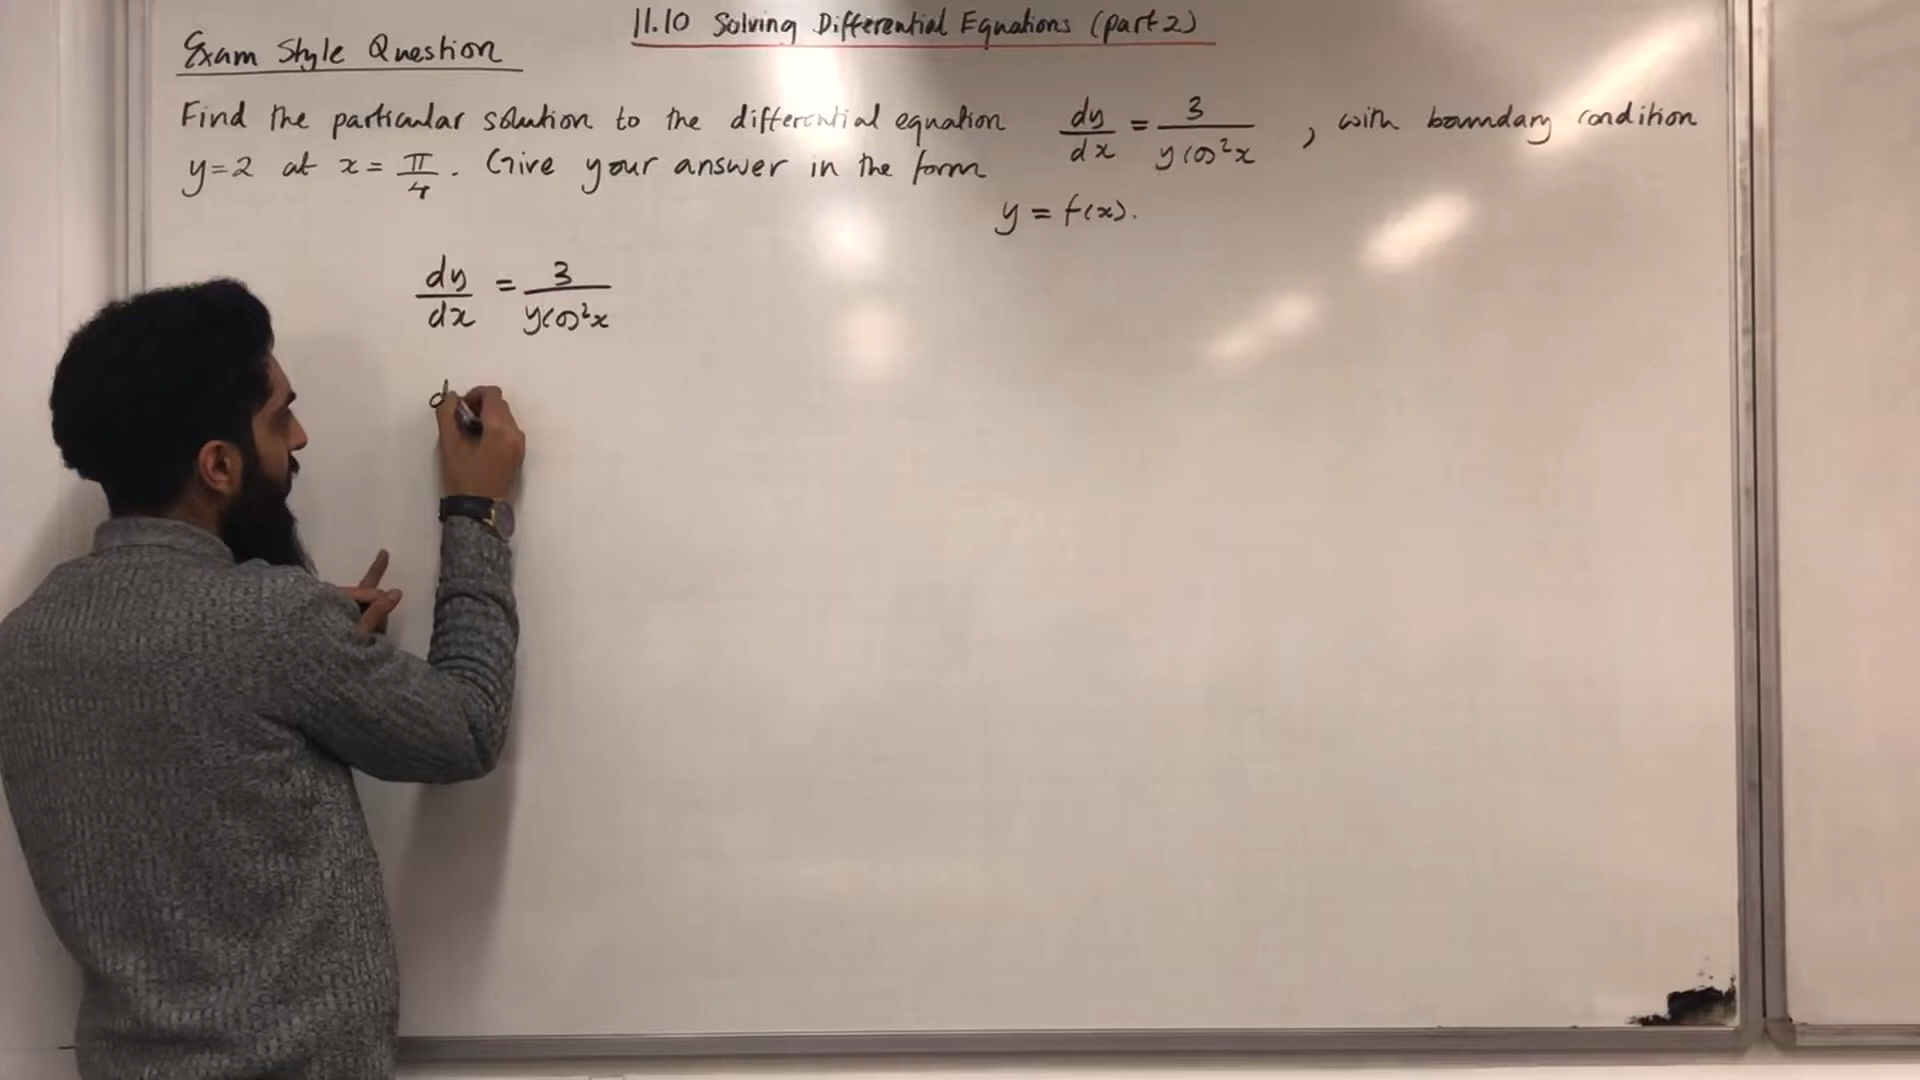 11.10 Solving Differential Equations (part 2)
Exam Style Question
Find the particular solution to the differential equation dy/dx = 3/(y cos²x), with boundary condition
y=2 at x = π/4. Give your answer in the form
y = f(x).
dy/dx = 3/(y cos²x)
d